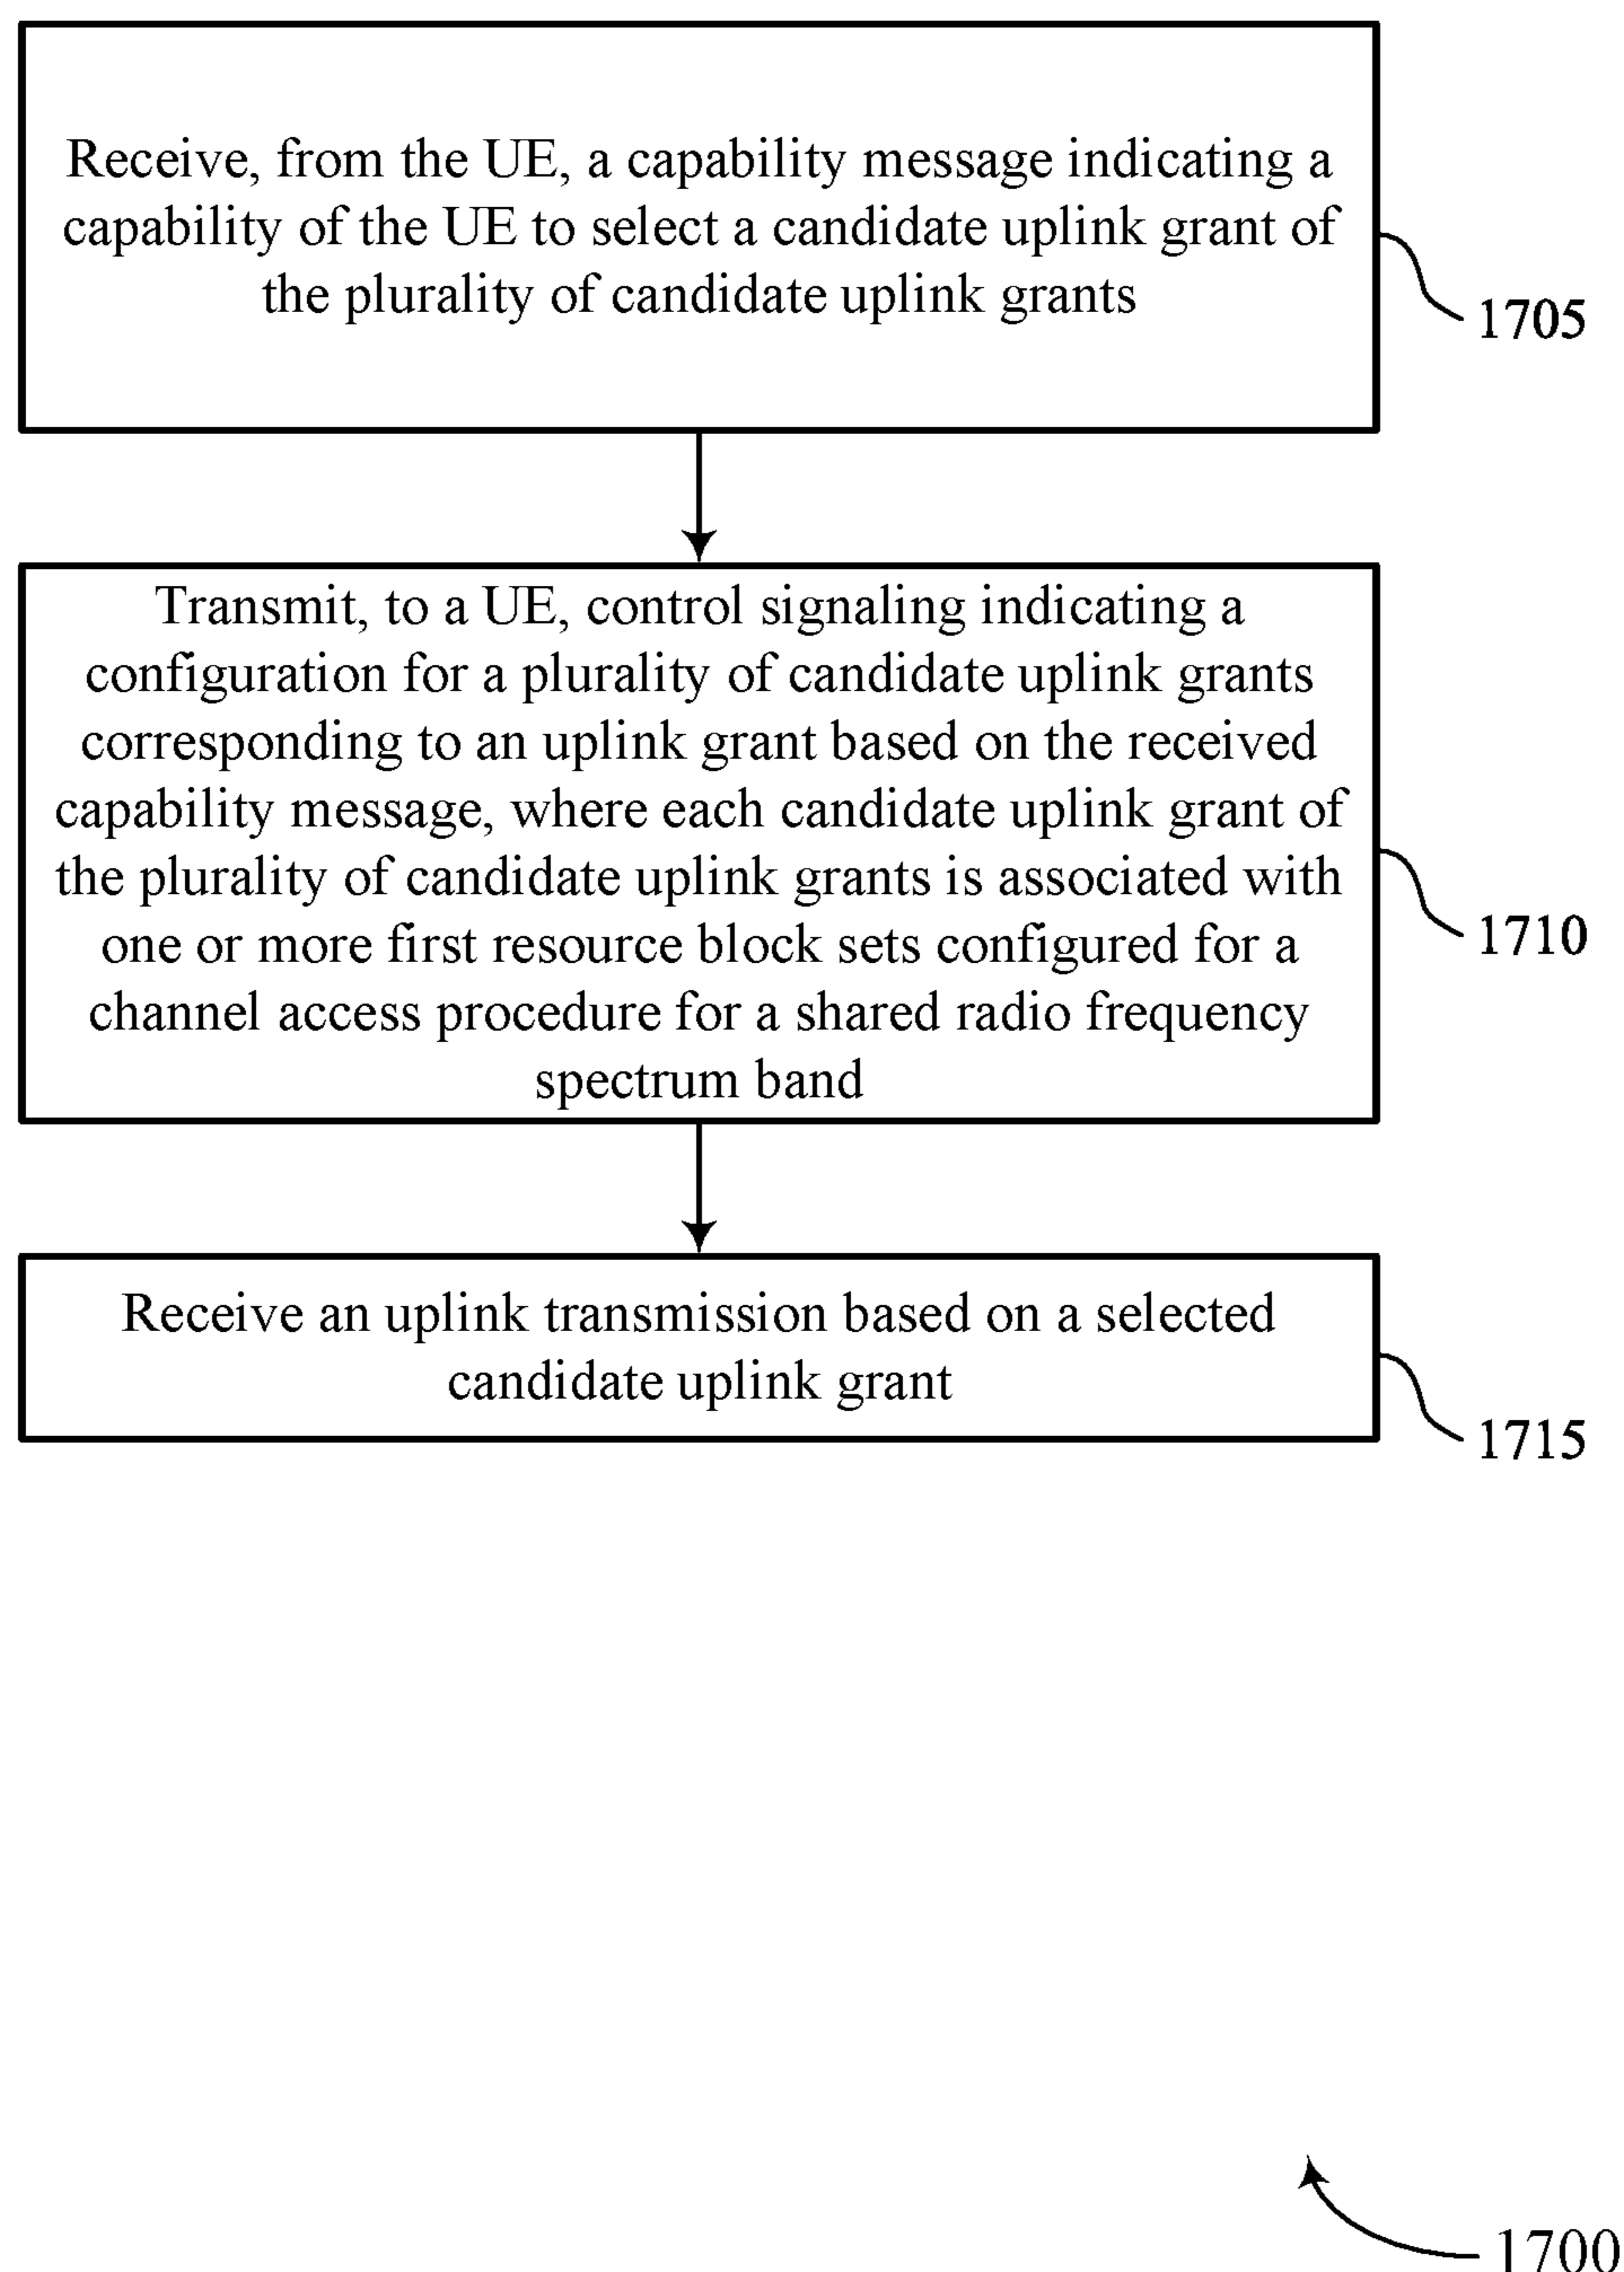 Receive, from the UE, a capability message indicating a
capability of the UE to select a candidate uplink grant of
the plurality of candidate uplink grants
1705
Transmit, to a UE, control signaling indicating a
configuration for a plurality of candidate uplink grants
corresponding to an uplink grant based on the received
capability message, where each candidate uplink grant of
the plurality of candidate uplink grants is associated with
one or more first resource block sets configured for a
channel access procedure for a shared radio frequency
spectrum band
1710
Receive an uplink transmission based on a selected
candidate uplink grant
1715
1700